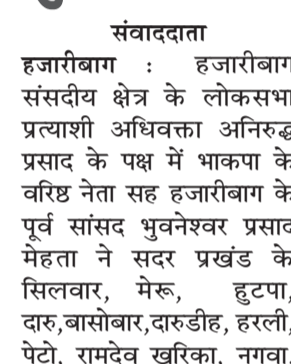 संवाददाता
हजारीबाग : हजारीबाग
संसदीय क्षेत्र के लोकसभा
प्रत्याशी अधिवक्ता अनिरुद्ध
प्रसाद के पक्ष में भाकपा के
वरिष्ठ नेता सह हजारीबाग के
पूर्व सांसद भुवनेश्वर प्रसाद
मेहता ने सदर प्रखंड के
सिलवार, मेरू, हुटपा,
दारु,बासोबार,दारुडीह, हरली,
पेटो, रामदेव खरिका, नगवा,